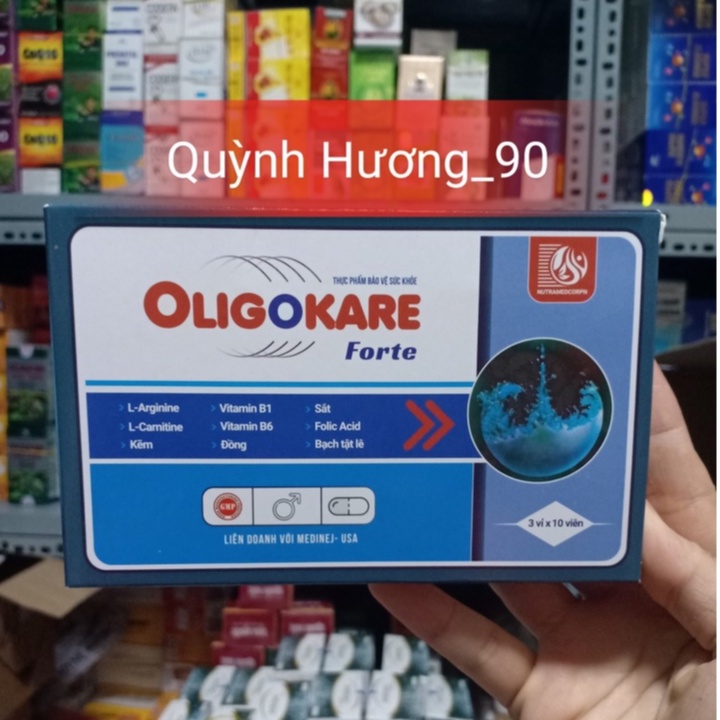 Quỳnh Hương_90
THỰC PHẨM BẢO VỆ SỨC KHỎE
OLIGOKARE
Forte
NUTRAMEDCORPN
> L-Arginine > Vitamin B1 > Sắt
> L-Carnitine > Vitamin B6 > Folic Acid
> Kẽm > Đồng > Bạch tật lê
GMP
3 vỉ x 10 viên
LIÊN DOANH VỚI MEDINEJ- USA